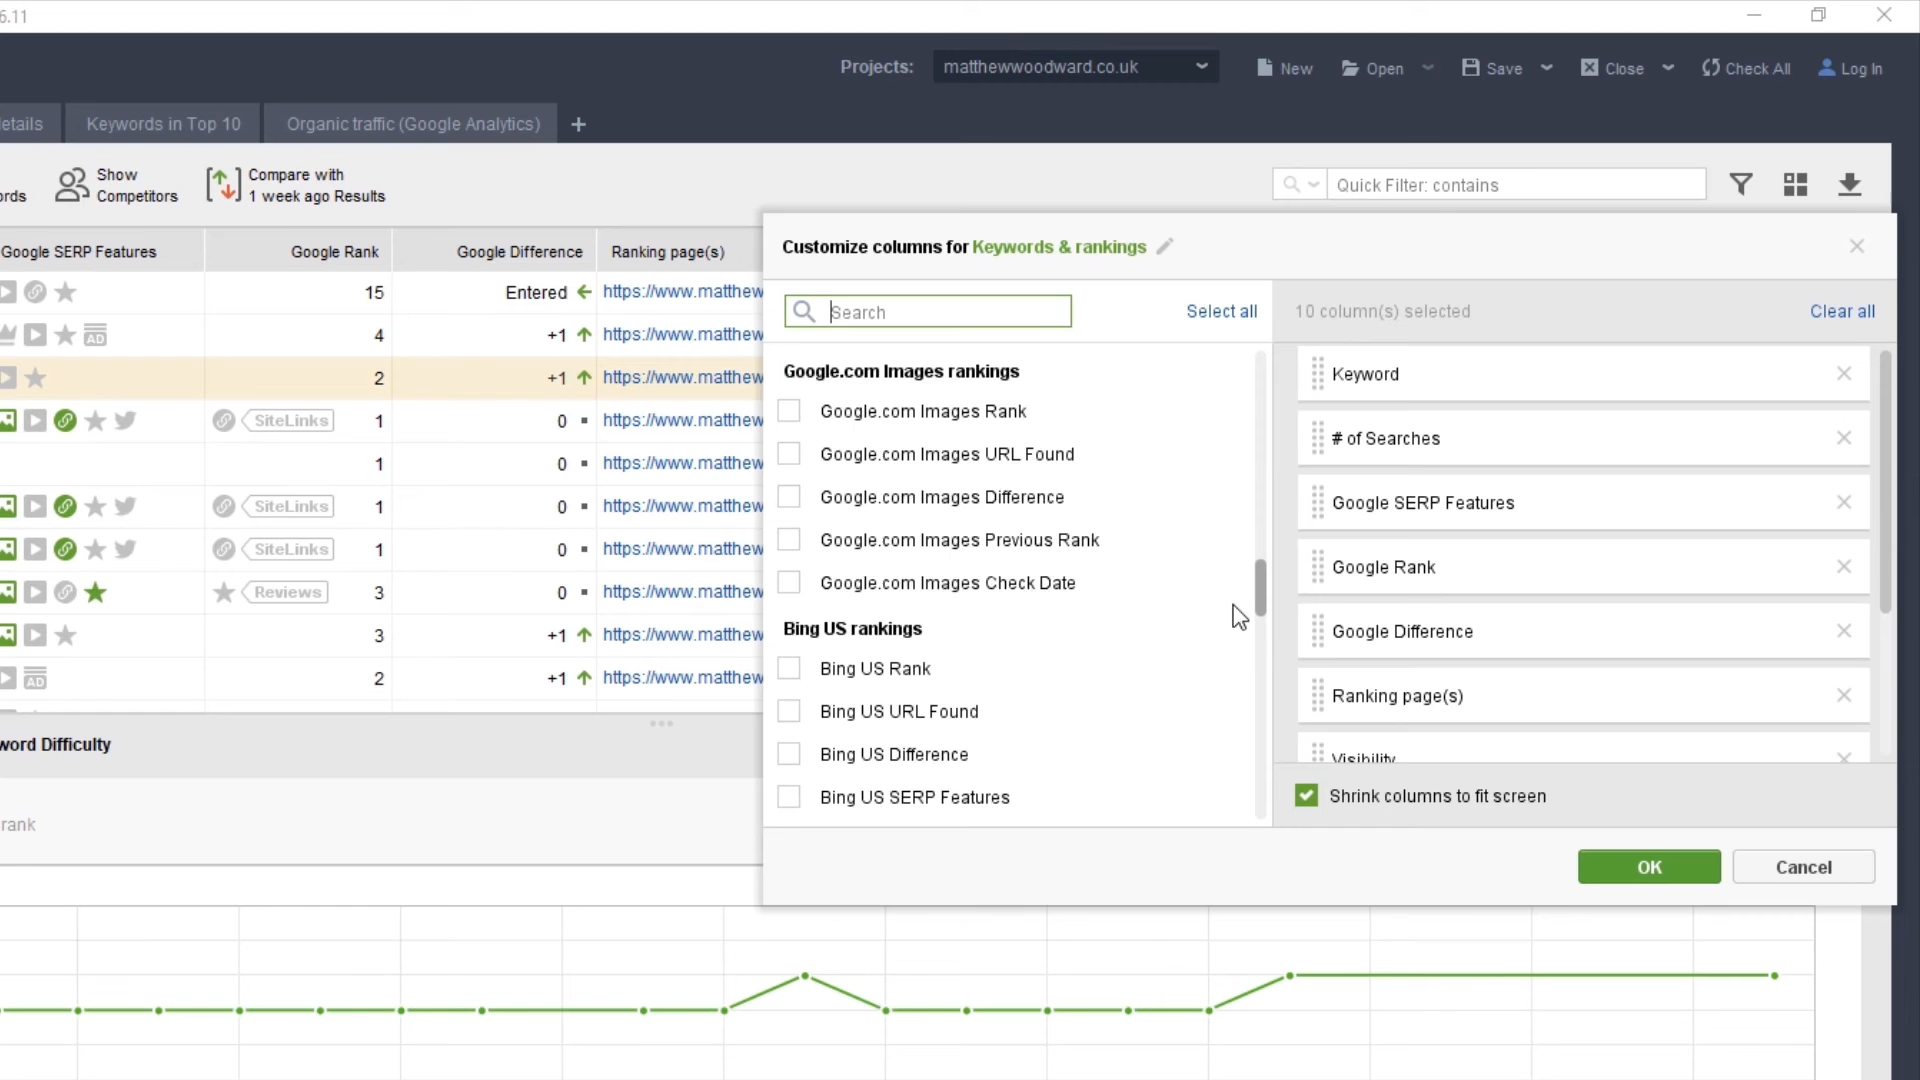 6.11
Projects: matthewwoodward.co.uk New Open Save Close Check All Log In
etails Keywords in Top 10 Organic traffic (Google Analytics) +
ords
Show
Competitors
Compare with
1 week ago Results
Quick Filter: contains
Google SERP Features Google Rank Google Difference Ranking page(s)
15 Entered https://www.matthew
AD 4 +1 https://www.matthew
2 +1 https://www.matthew
SiteLinks 1 0 https://www.matthew
1 0 https://www.matthew
SiteLinks 1 0 https://www.matthew
SiteLinks 1 0 https://www.matthew
Reviews 3 0 https://www.matthew
3 +1 https://www.matthew
AD 2 +1 https://www.matthew
word Difficulty
rank
Customize columns for Keywords & rankings
Search Select all
Google.com Images rankings
Google.com Images Rank
Google.com Images URL Found
Google.com Images Difference
Google.com Images Previous Rank
Google.com Images Check Date
Bing US rankings
Bing US Rank
Bing US URL Found
Bing US Difference
Bing US SERP Features
10 column(s) selected Clear all
Keyword
# of Searches
Google SERP Features
Google Rank
Google Difference
Ranking page(s)
Visibility
Shrink columns to fit screen
OK Cancel